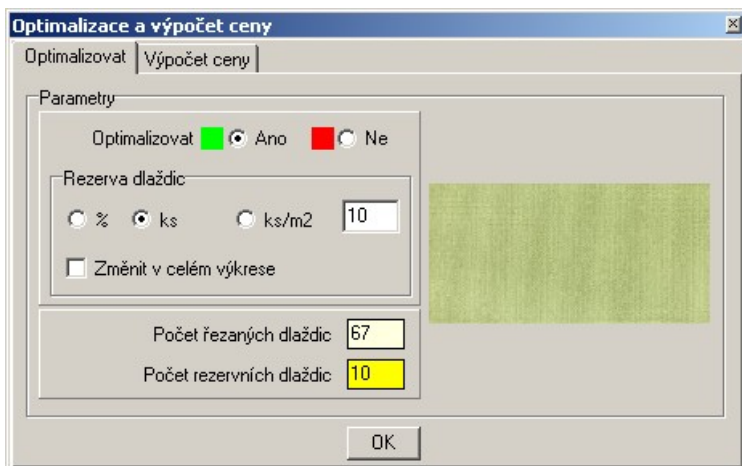 Optimalizace a výpočet ceny
Optimalizovat Výpočet ceny
Parametry
Optimalizovat Ano Ne
Rezerva dlaždic
% ks ks/m2 10
Změnit v celém výkrese
Počet řezaných dlaždic 67
Počet rezervních dlaždic 10
OK